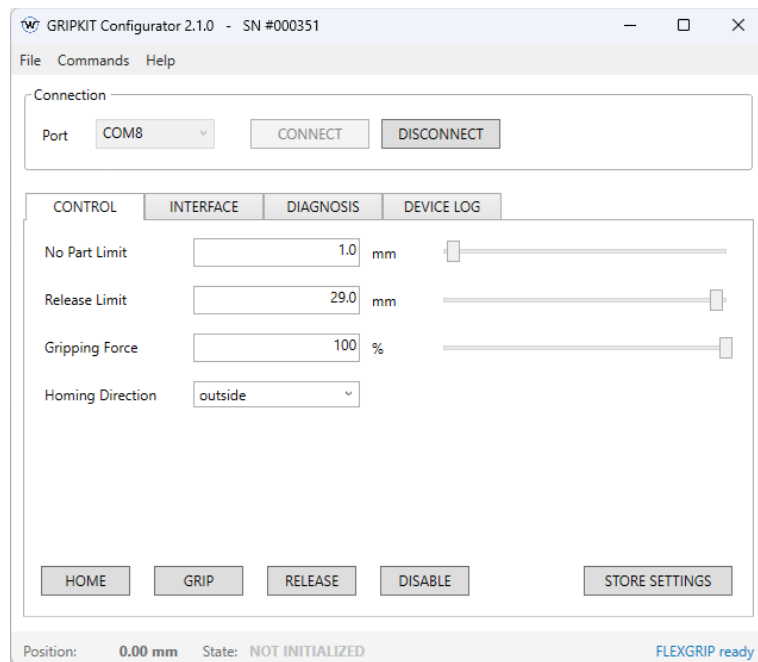 GRIPKIT Configurator 2.1.0 - SN #000351
File Commands Help
Connection
Port COM8 CONNECT DISCONNECT
CONTROL INTERFACE DIAGNOSIS DEVICE LOG
No Part Limit 1.0 mm
Release Limit 29.0 mm
Gripping Force 100 %
Homing Direction outside
HOME GRIP RELEASE DISABLE STORE SETTINGS
Position: 0.00 mm State: NOT INITIALIZED FLEXGRIP ready